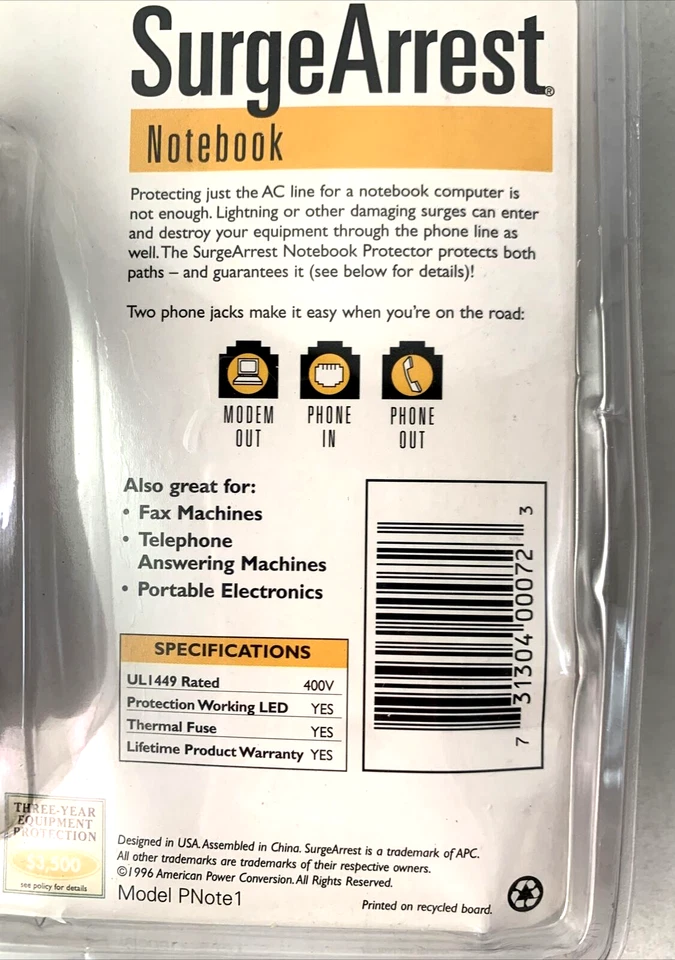 SurgeArrest®
Notebook
Protecting just the AC line for a notebook computer is
not enough. Lightning or other damaging surges can enter
and destroy your equipment through the phone line as
well. The SurgeArrest Notebook Protector protects both
paths – and guarantees it (see below for details)!
Two phone jacks make it easy when you're on the road:
MODEM OUT
PHONE IN
PHONE OUT
Also great for:
• Fax Machines
• Telephone
Answering Machines
• Portable Electronics
7 31304 00072 3
SPECIFICATIONS
UL1449 Rated 400V
Protection Working LED YES
Thermal Fuse YES
Lifetime Product Warranty YES
THREE-YEAR
EQUIPMENT
PROTECTION
$3,500
see policy for details
Designed in USA. Assembled in China. SurgeArrest is a trademark of APC.
All other trademarks are trademarks of their respective owners.
©1996 American Power Conversion. All Rights Reserved.
Model PNote1
Printed on recycled board.